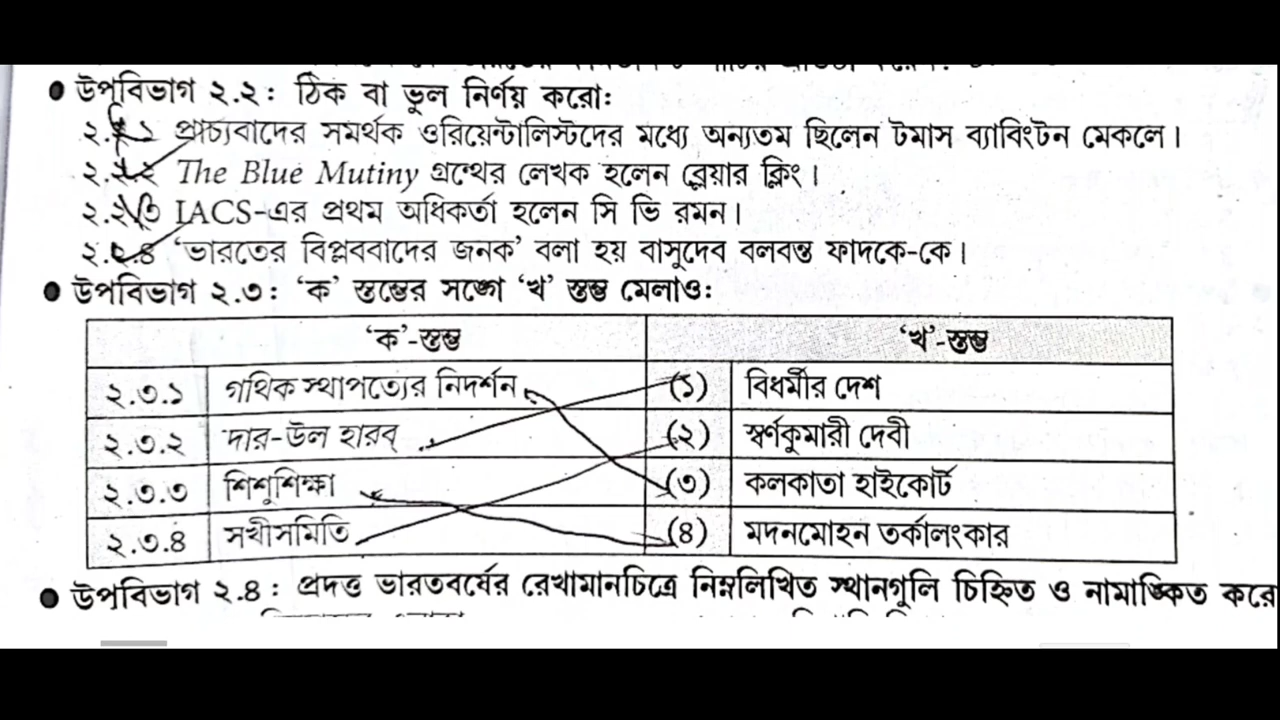 ● উপবিভাগ ২.২ : ঠিক বা ভুল নির্ণয় করো:
২.২.১ প্রাচ্যবাদের সমর্থক ওরিয়েন্টালিস্টদের মধ্যে অন্যতম ছিলেন টমাস ব্যাবিংটন মেকলে।
২.২.২ The Blue Mutiny গ্রন্থের লেখক হলেন ব্লেয়ার ক্লিং।
২.২.৩ IACS-এর প্রথম অধিকর্তা হলেন সি ভি রমন।
২.২.৪ ‘ভারতের বিপ্লববাদের জনক’ বলা হয় বাসুদেব বলবন্ত ফাদকে-কে।
● উপবিভাগ ২.৩ : ‘ক’ স্তম্ভের সঙ্গে ‘খ’ স্তম্ভ মেলাও:
‘ক’-স্তম্ভ ‘খ’-স্তম্ভ
২.৩.১ গথিক স্থাপত্যের নিদর্শন (১) বিধর্মীর দেশ
২.৩.২ দার-উল হারব্ (২) স্বর্ণকুমারী দেবী
২.৩.৩ শিশুশিক্ষা (৩) কলকাতা হাইকোর্ট
২.৩.৪ সখীসমিতি (৪) মদনমোহন তর্কালংকার
● উপবিভাগ ২.৪ : প্রদত্ত ভারতবর্ষের রেখামানচিত্রে নিম্নলিখিত স্থানগুলি চিহ্নিত ও নামাঙ্কিত করো